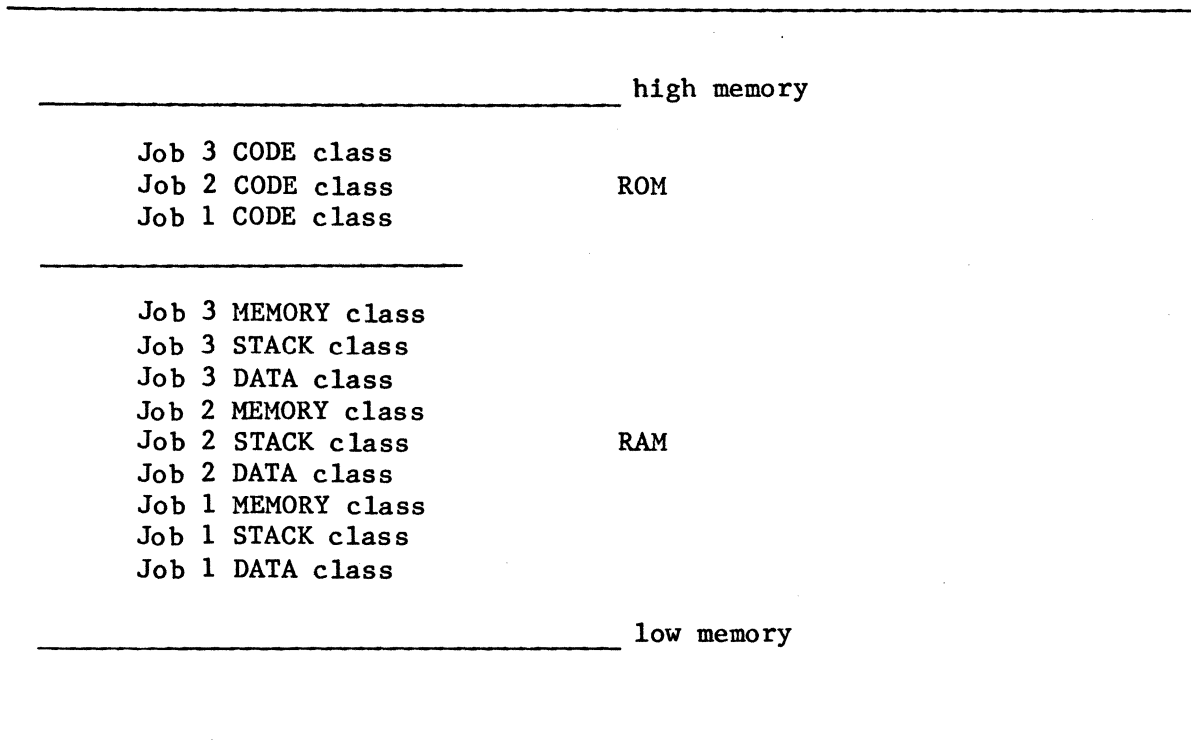 high memory
Job 3 CODE class
Job 2 CODE class ROM
Job 1 CODE class
Job 3 MEMORY class
Job 3 STACK class
Job 3 DATA class
Job 2 MEMORY class
Job 2 STACK class RAM
Job 2 DATA class
Job 1 MEMORY class
Job 1 STACK class
Job 1 DATA class
low memory